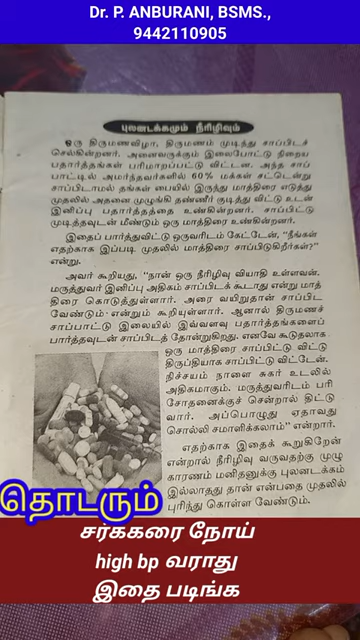 Dr. P. ANBURANI, BSMS.,
9442110905
புலனடக்கமும் நீரிழிவும்
ஒரு திருமணவிழா, திருமணம் முடித்து சாப்பிடச்
செல்கின்றனர். அனைவருக்கும் இலைபோட்டு நிறைய
பதார்த்தங்கள் பரிமாறபட்டு விட்டன. அந்த சாப்
பாட்டில் அமர்ந்தவர்களில் 60% மக்கள் சட்டென்று
சாப்பிடாமல் தங்கள் பையில் இருந்து மாத்திரை எடுத்து
முதலில் அதனை முழுங்கி தண்ணீர் குடித்து விட்டு உடன்
இனிப்பு பதார்த்தத்தை உண்கின்றனர். சாப்பிட்டு
முடித்தவுடன் மீண்டும் ஒரு மாத்திரை உண்கின்றனர்.
இதைப் பார்த்துவிட்டு ஒருவரிடம் கேட்டேன், "நீங்கள்
எதற்காக இப்படி முதலில் மாத்திரை சாப்பிடுகிறீர்கள்?"
என்று.
அவர் கூறியது, "நான் ஒரு நீரிழிவு வியாதி உள்ளவன்.
மருத்துவர் இனிப்பு அதிகம் சாப்பிடக் கூடாது என்று மாத்
திரை கொடுத்துள்ளார். அரை வயிறுதான் சாப்பிட
வேண்டும் என்றும் கூறியுள்ளார். ஆனால் திருமணச்
சாப்பாட்டு இலையில் இவ்வளவு பதார்த்தங்களைப்
பார்த்தவுடன் சாப்பிடத் தோன்றுகிறது. எனவே கூடுதலாக
ஒரு மாத்திரை சாப்பிட்டு விட்டு
திருப்தியாக சாப்பிட்டு விட்டேன்.
நிச்சயம் நாளை சுகர் உடலில்
அதிகமாகும். மருத்துவரிடம் பரி
சோதனைக்குச் சென்றால் திட்டு
வார். அப்பொழுது ஏதாவது
சொல்லி சமாளிக்கலாம்" என்றார்.
எதற்காக இதைக் கூறுகிறேன்
என்றால் நீரிழிவு வருவதற்கு முழு
காரணம் மனிதனுக்கு புலனடக்கம்
இல்லாதது தான் என்பதை முதலில்
புரிந்து கொள்ள வேண்டும்.
தொடரும்
சர்க்கரை நோய்
high bp வராது
இதை படிங்க